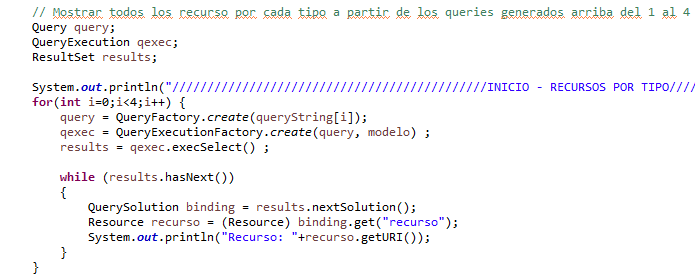 // Mostrar todos los recurso por cada tipo a partir de los queries generados arriba del 1 al 4
Query query;
QueryExecution qexec;
ResultSet results;
System.out.println("/////////////////////////////////////////////INICIO - RECURSOS POR TIPO////
for(int i=0;i<4;i++) {
query = QueryFactory.create(queryString[i]);
qexec = QueryExecutionFactory.create(query, modelo) ;
results = qexec.execSelect() ;
while (results.hasNext())
{
QuerySolution binding = results.nextSolution();
Resource recurso = (Resource) binding.get("recurso");
System.out.println("Recurso: "+recurso.getURI());
}
}